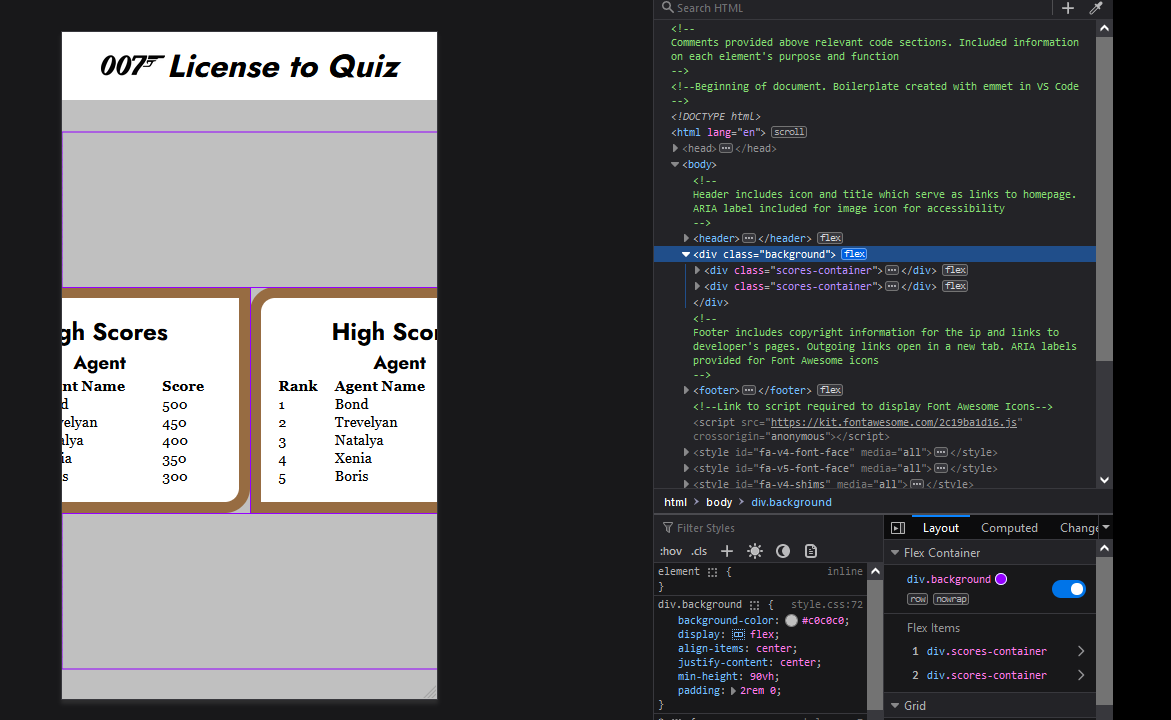 007 License to Quiz
gh Scores
Agent
nt Name Score
d 500
velyan 450
alya 400
ia 350
s 300
High Scor
Agent
Rank Agent Name
1 Bond
2 Trevelyan
3 Natalya
4 Xenia
5 Boris
Search HTML
<!--
Comments provided above relevant code sections. Included information
on each element's purpose and function
-->
<!--Beginning of document. Boilerplate created with emmet in VS Code
-->
<!DOCTYPE html>
<html lang="en"> scroll
<head> ... </head>
<body>
<!--
Header includes icon and title which serve as links to homepage.
ARIA label included for image icon for accessibility
-->
<header> ... </header> flex
<div class="background"> flex
<div class="scores-container"> ... </div> flex
<div class="scores-container"> ... </div> flex
</div>
<!--
Footer includes copyright information for the ip and links to
developer's pages. Outgoing links open in a new tab. ARIA labels
provided for Font Awesome icons
-->
<footer> ... </footer> flex
<!--Link to script required to display Font Awesome Icons-->
<script src="https://kit.fontawesome.com/2c19ba1d16.js"
crossorigin="anonymous"></script>
<style id="fa-v4-font-face" media="all"> ... </style>
<style id="fa-v5-font-face" media="all"> ... </style>
<style id="fa-v4-shims" media="all"> ... </style>
html > body > div.background
Filter Styles
:hov .cls +
element { inline
}
div.background { style.css:72
background-color: #c0c0c0;
display: flex;
align-items: center;
justify-content: center;
min-height: 90vh;
padding: 2rem 0;
}
Layout Computed Change
Flex Container
div.background
row nowrap
Flex Items
1 div.scores-container
2 div.scores-container
Grid